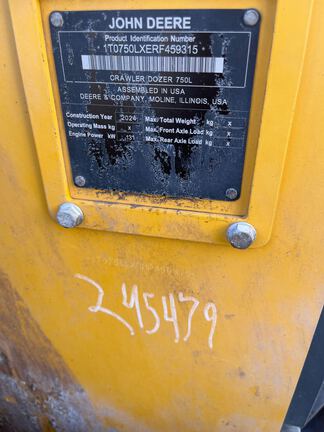 JOHN DEERE
Product Identification Number
1T0750LXERF459315
CRAWLER DOZER 750L
ASSEMBLED IN USA
DEERE & COMPANY, MOLINE, ILLINOIS, USA
Construction Year 2024 Max/Total Weight kg x
Operating Mass kg x Max/Front Axle Load kg x
Engine Power kW 131 Max/Rear Axle Load kg x
245479